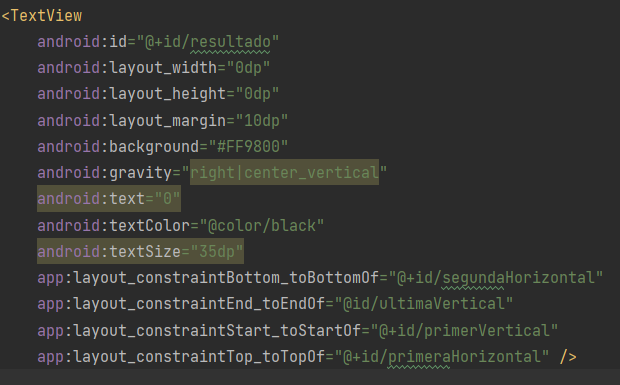 <TextView
android:id="@+id/resultado"
android:layout_width="0dp"
android:layout_height="0dp"
android:layout_margin="10dp"
android:background="#FF9800"
android:gravity="right|center_vertical"
android:text="0"
android:textColor="@color/black"
android:textSize="35dp"
app:layout_constraintBottom_toBottomOf="@+id/segundaHorizontal"
app:layout_constraintEnd_toEndOf="@id/ultimaVertical"
app:layout_constraintStart_toStartOf="@+id/primerVertical"
app:layout_constraintTop_toTopOf="@+id/primeraHorizontal" />